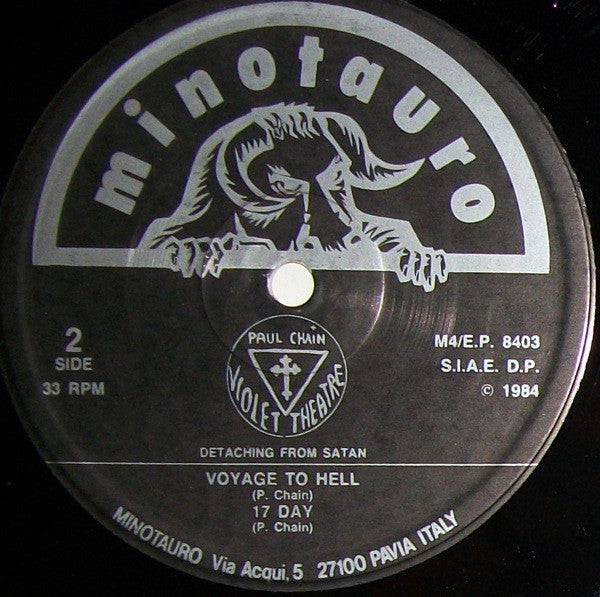 minotauro
2
SIDE
33 RPM
M4/E.P. 8403
S.I.A.E. D.P.
© 1984
PAUL CHAIN
VIOLET THEATRE
DETACHING FROM SATAN
VOYAGE TO HELL
(P. Chain)
17 DAY
(P. Chain)
MINOTAURO Via Acqui, 5 27100 PAVIA ITALY